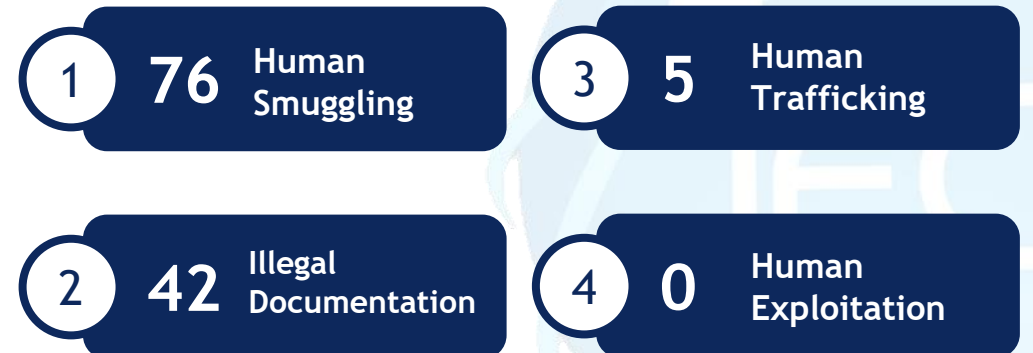 1
76
Human
Smuggling
2
42
Illegal
Documentation
3
5
Human
Trafficking
4
0
Human
Exploitation